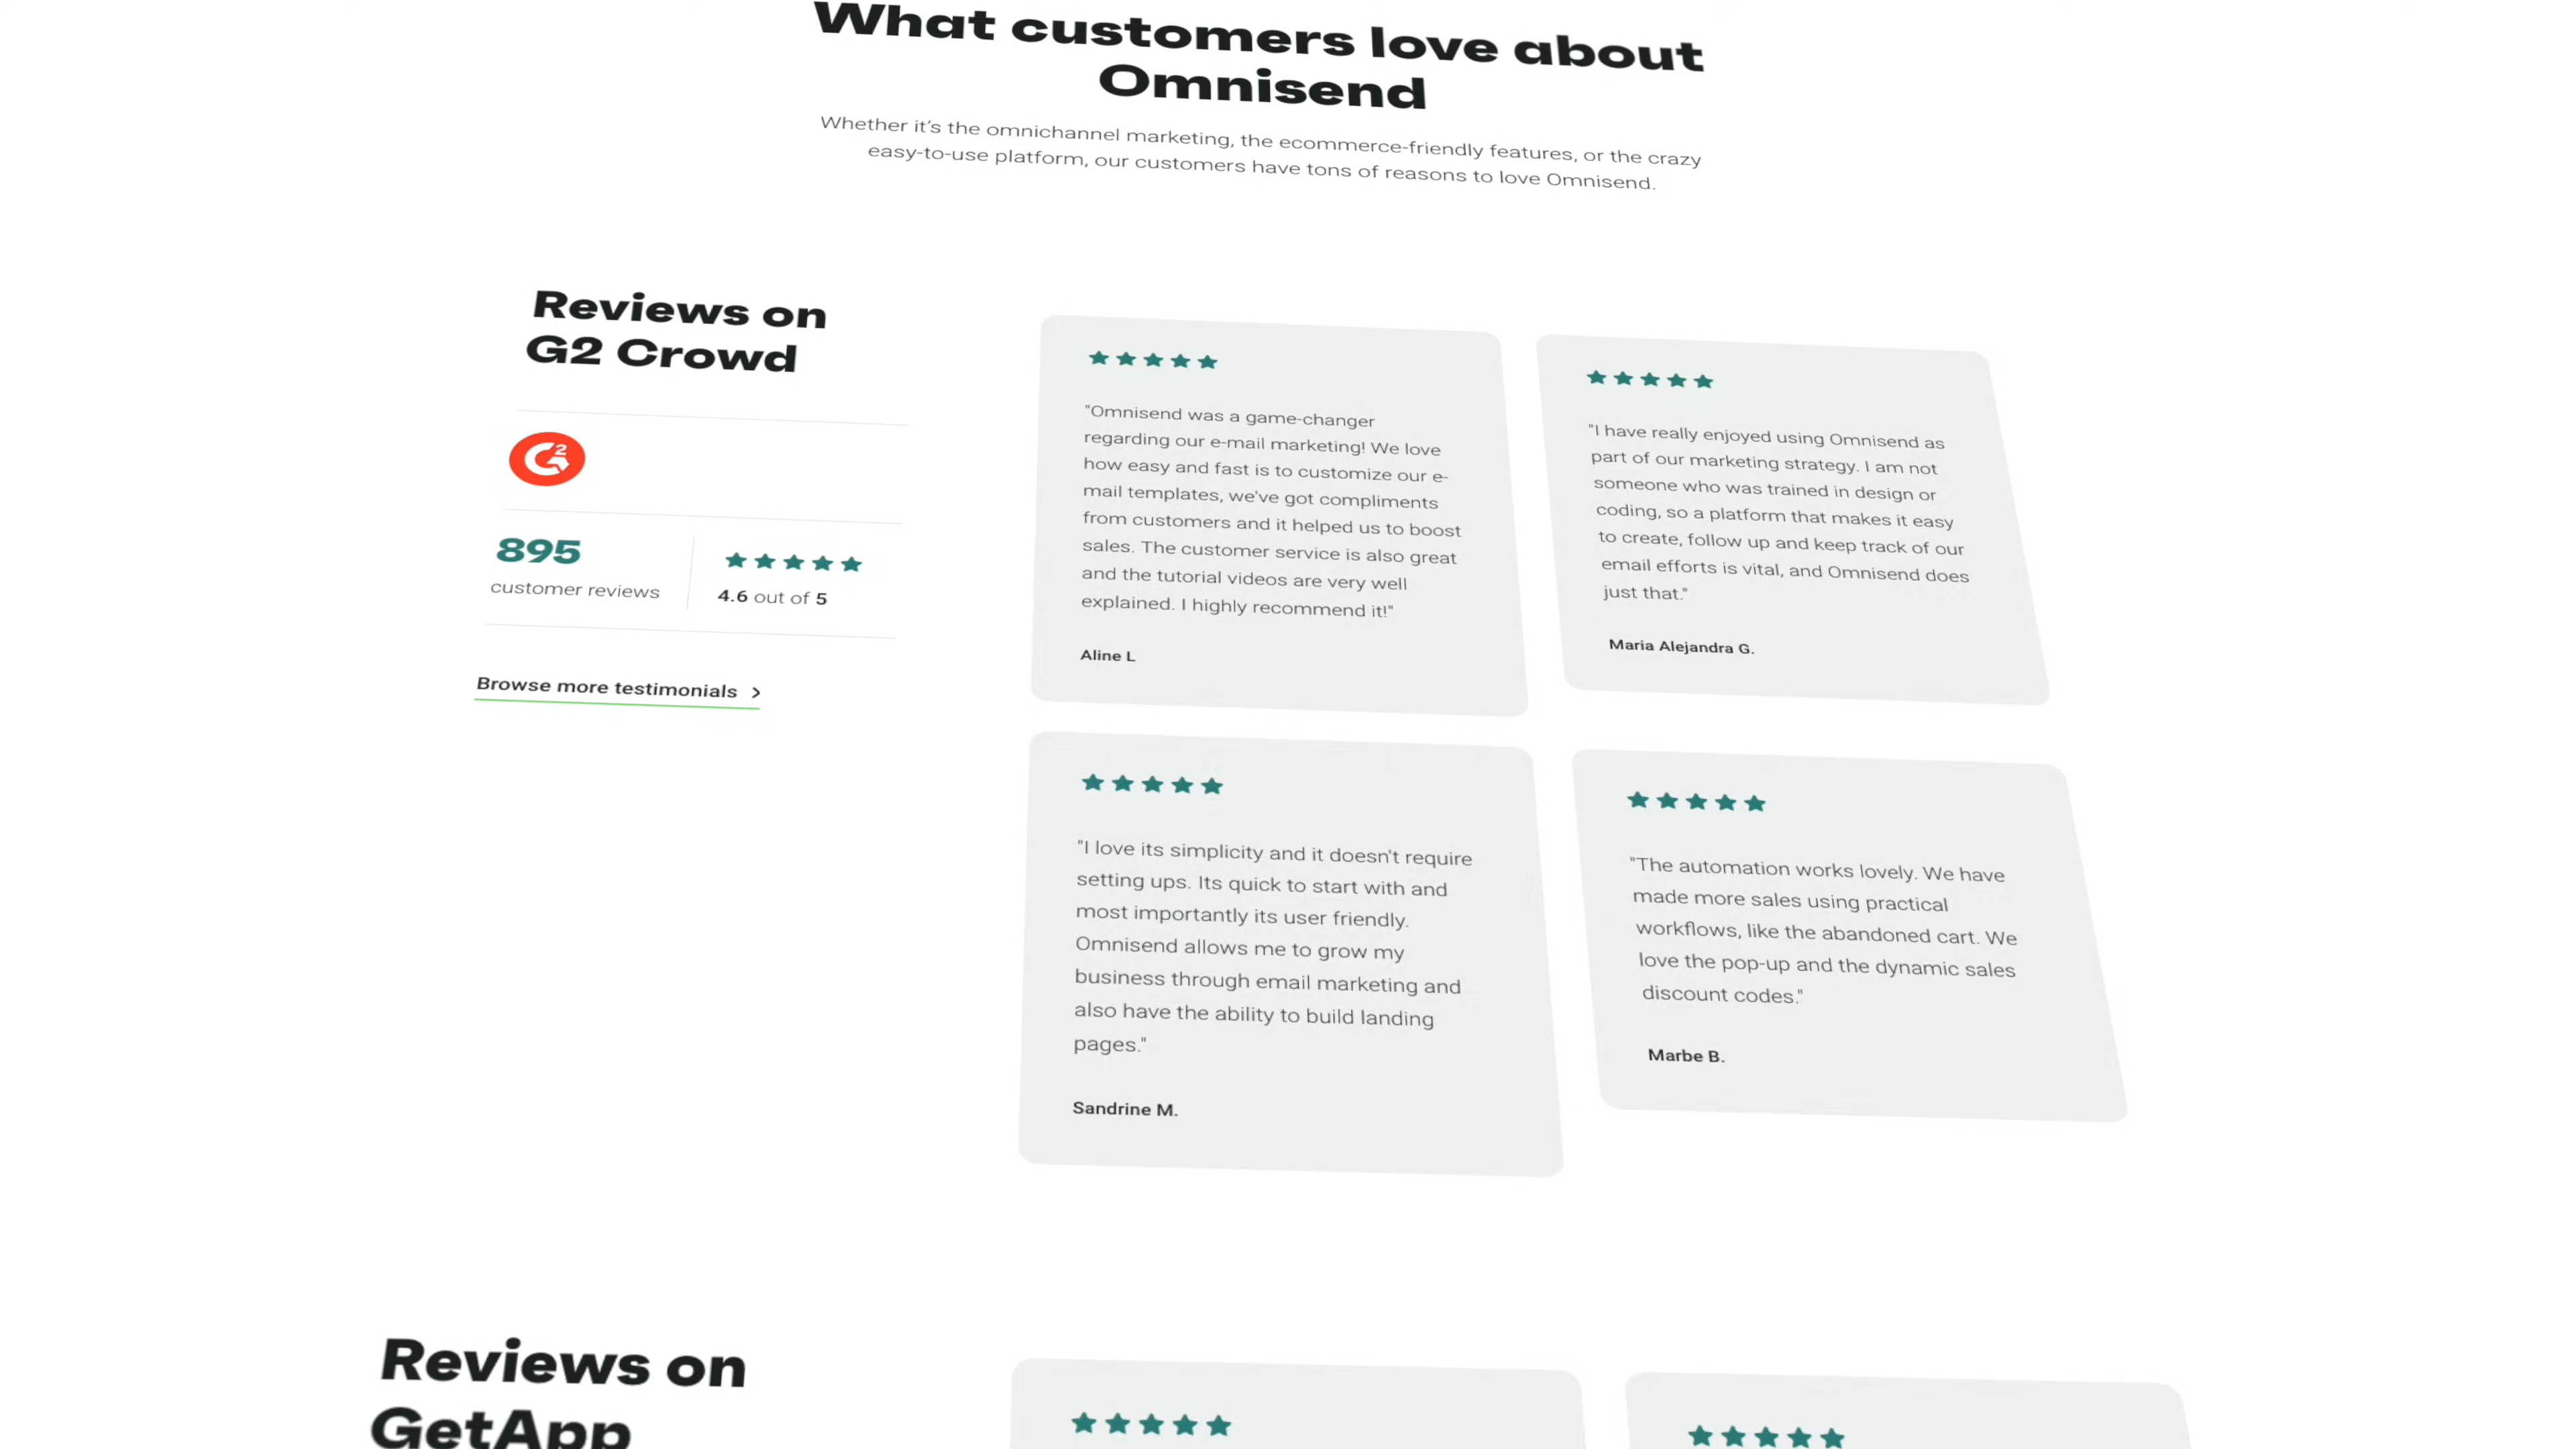 What customers love about
Omnisend
Whether it's the omnichannel marketing, the ecommerce-friendly features, or the crazy
easy-to-use platform, our customers have tons of reasons to love Omnisend.
Reviews on
G2 Crowd
G2
895
customer reviews
4.6 out of 5
Browse more testimonials
"Omnisend was a game-changer
regarding our e-mail marketing! We love
how easy and fast is to customize our e-
mail templates, we've got compliments
from customers and it helped us to boost
sales. The customer service is also great
and the tutorial videos are very well
explained. I highly recommend it!"
Aline L
"I have really enjoyed using Omnisend as
part of our marketing strategy. I am not
someone who was trained in design or
coding, so a platform that makes it easy
to create, follow up and keep track of our
email efforts is vital, and Omnisend does
just that."
Maria Alejandra G.
"I love its simplicity and it doesn't require
setting ups. Its quick to start with and
most importantly its user friendly.
Omnisend allows me to grow my
business through email marketing and
also have the ability to build landing
pages."
Sandrine M.
"The automation works lovely. We have
made more sales using practical
workflows, like the abandoned cart. We
love the pop-up and the dynamic sales
discount codes."
Marbe B.
Reviews on
GetApp